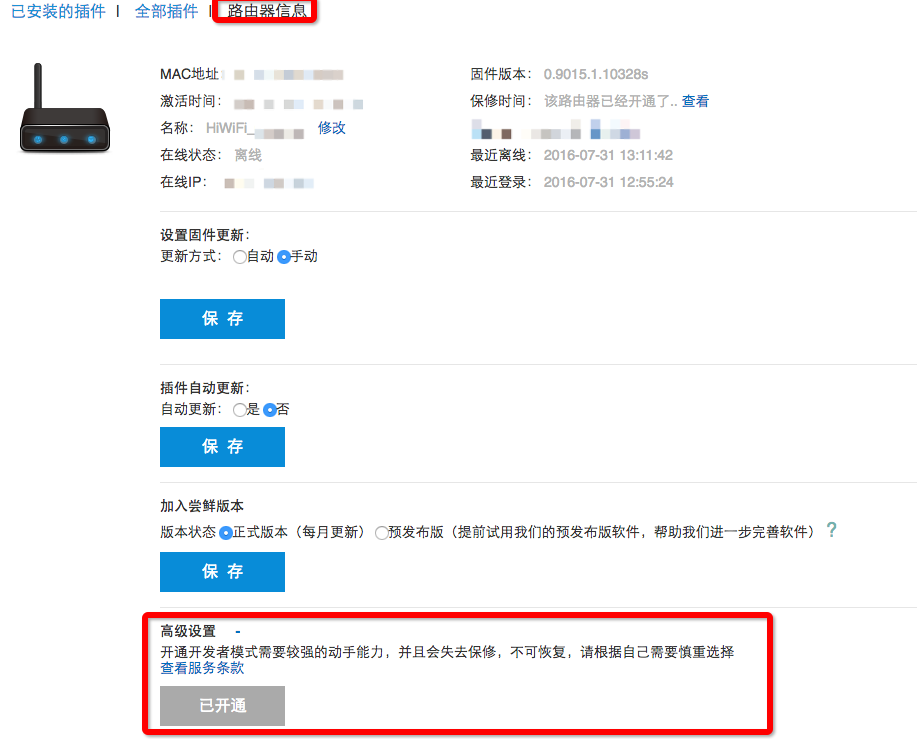 已安装的插件 | 全部插件 | 路由器信息
MAC地址
固件版本： 0.9015.1.10328s
激活时间：
保修时间： 该路由器已经开通了.. 查看
名称： HiWiFi_ 修改
在线状态： 离线
最近离线： 2016-07-31 13:11:42
在线IP：
最近登录： 2016-07-31 12:55:24
设置固件更新：
更新方式： 自动 手动
保 存
插件自动更新：
自动更新： 是 否
保 存
加入尝鲜版本
版本状态 正式版本（每月更新） 预发布版（提前试用我们的预发布版软件，帮助我们进一步完善软件） ?
保 存
高级设置 -
开通开发者模式需要较强的动手能力，并且会失去保修，不可恢复，请根据自己需要慎重选择
查看服务条款
已开通